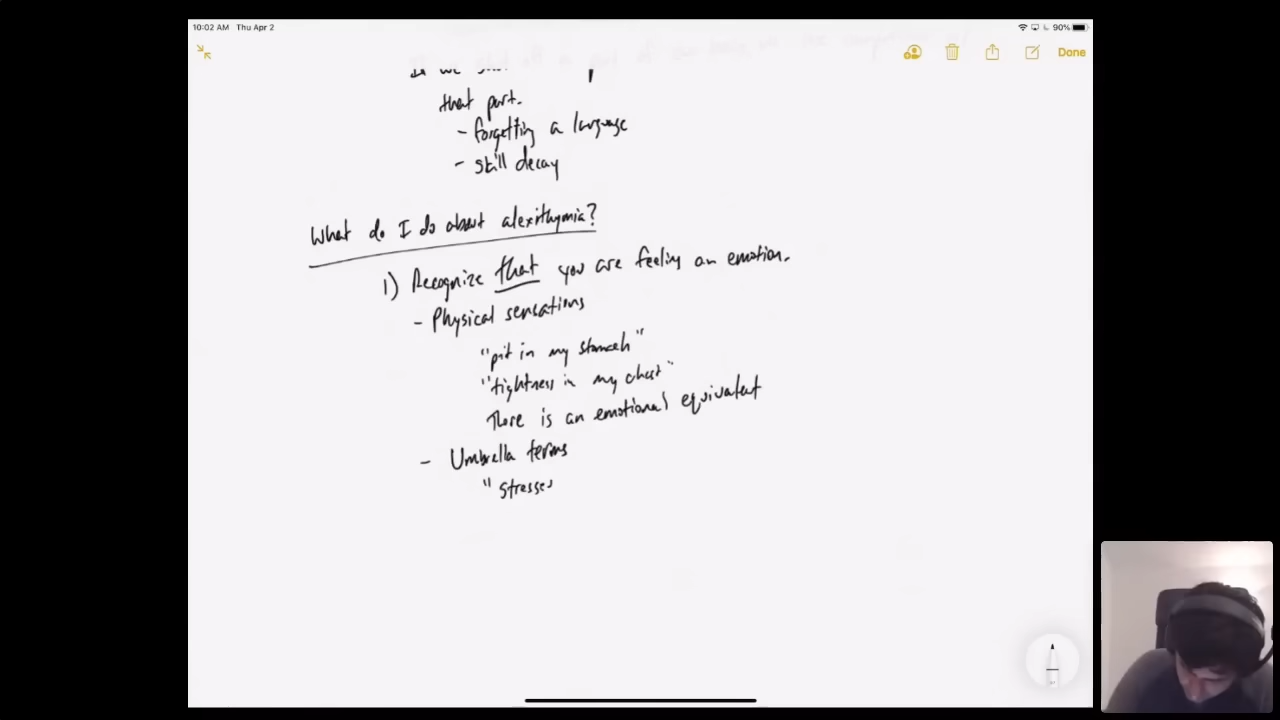 10:02 AM Thu Apr 2
90%
Done
that part.
- forgetting a language
- skill decay
What do I do about alexithymia?
1) Recognize that you are feeling an emotion.
- Physical sensations
"pit in my stomach"
"tightness in my chest"
There is an emotional equivalent
- Umbrella terms
"stressed